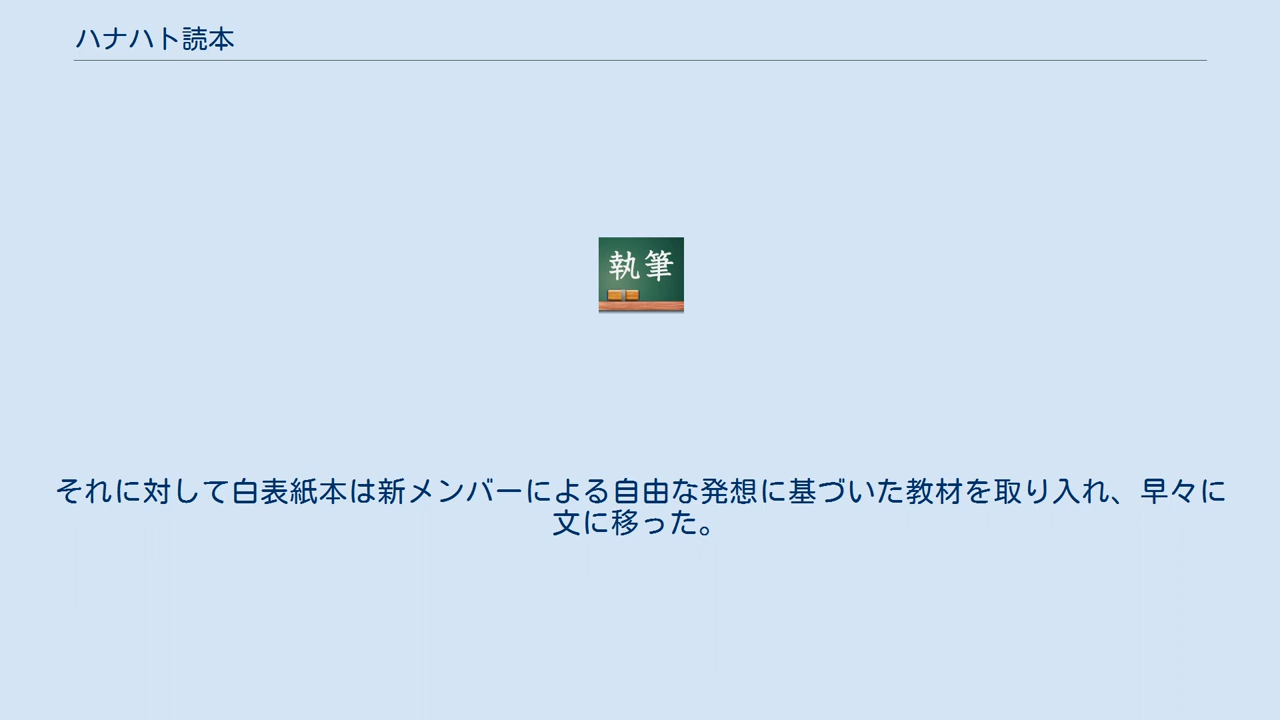 ハナハト読本
執筆
それに対して白表紙本は新メンバーによる自由な発想に基づいた教材を取り入れ、早々に
文に移った。